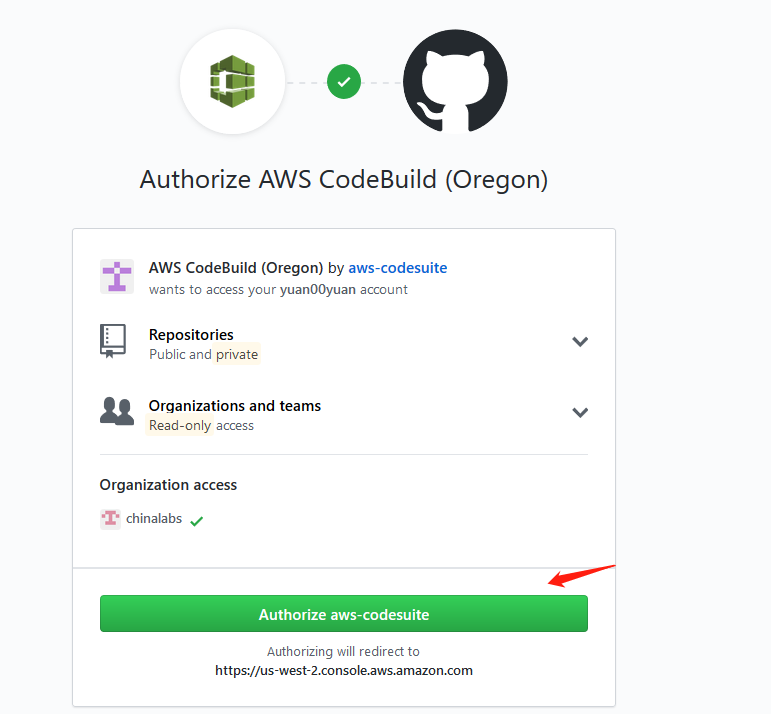 Authorize AWS CodeBuild (Oregon)
AWS CodeBuild (Oregon) by aws-codesuite
wants to access your yuan00yuan account
Repositories
Public and private
Organizations and teams
Read-only access
Organization access
chinalabs
Authorize aws-codesuite
Authorizing will redirect to
https://us-west-2.console.aws.amazon.com